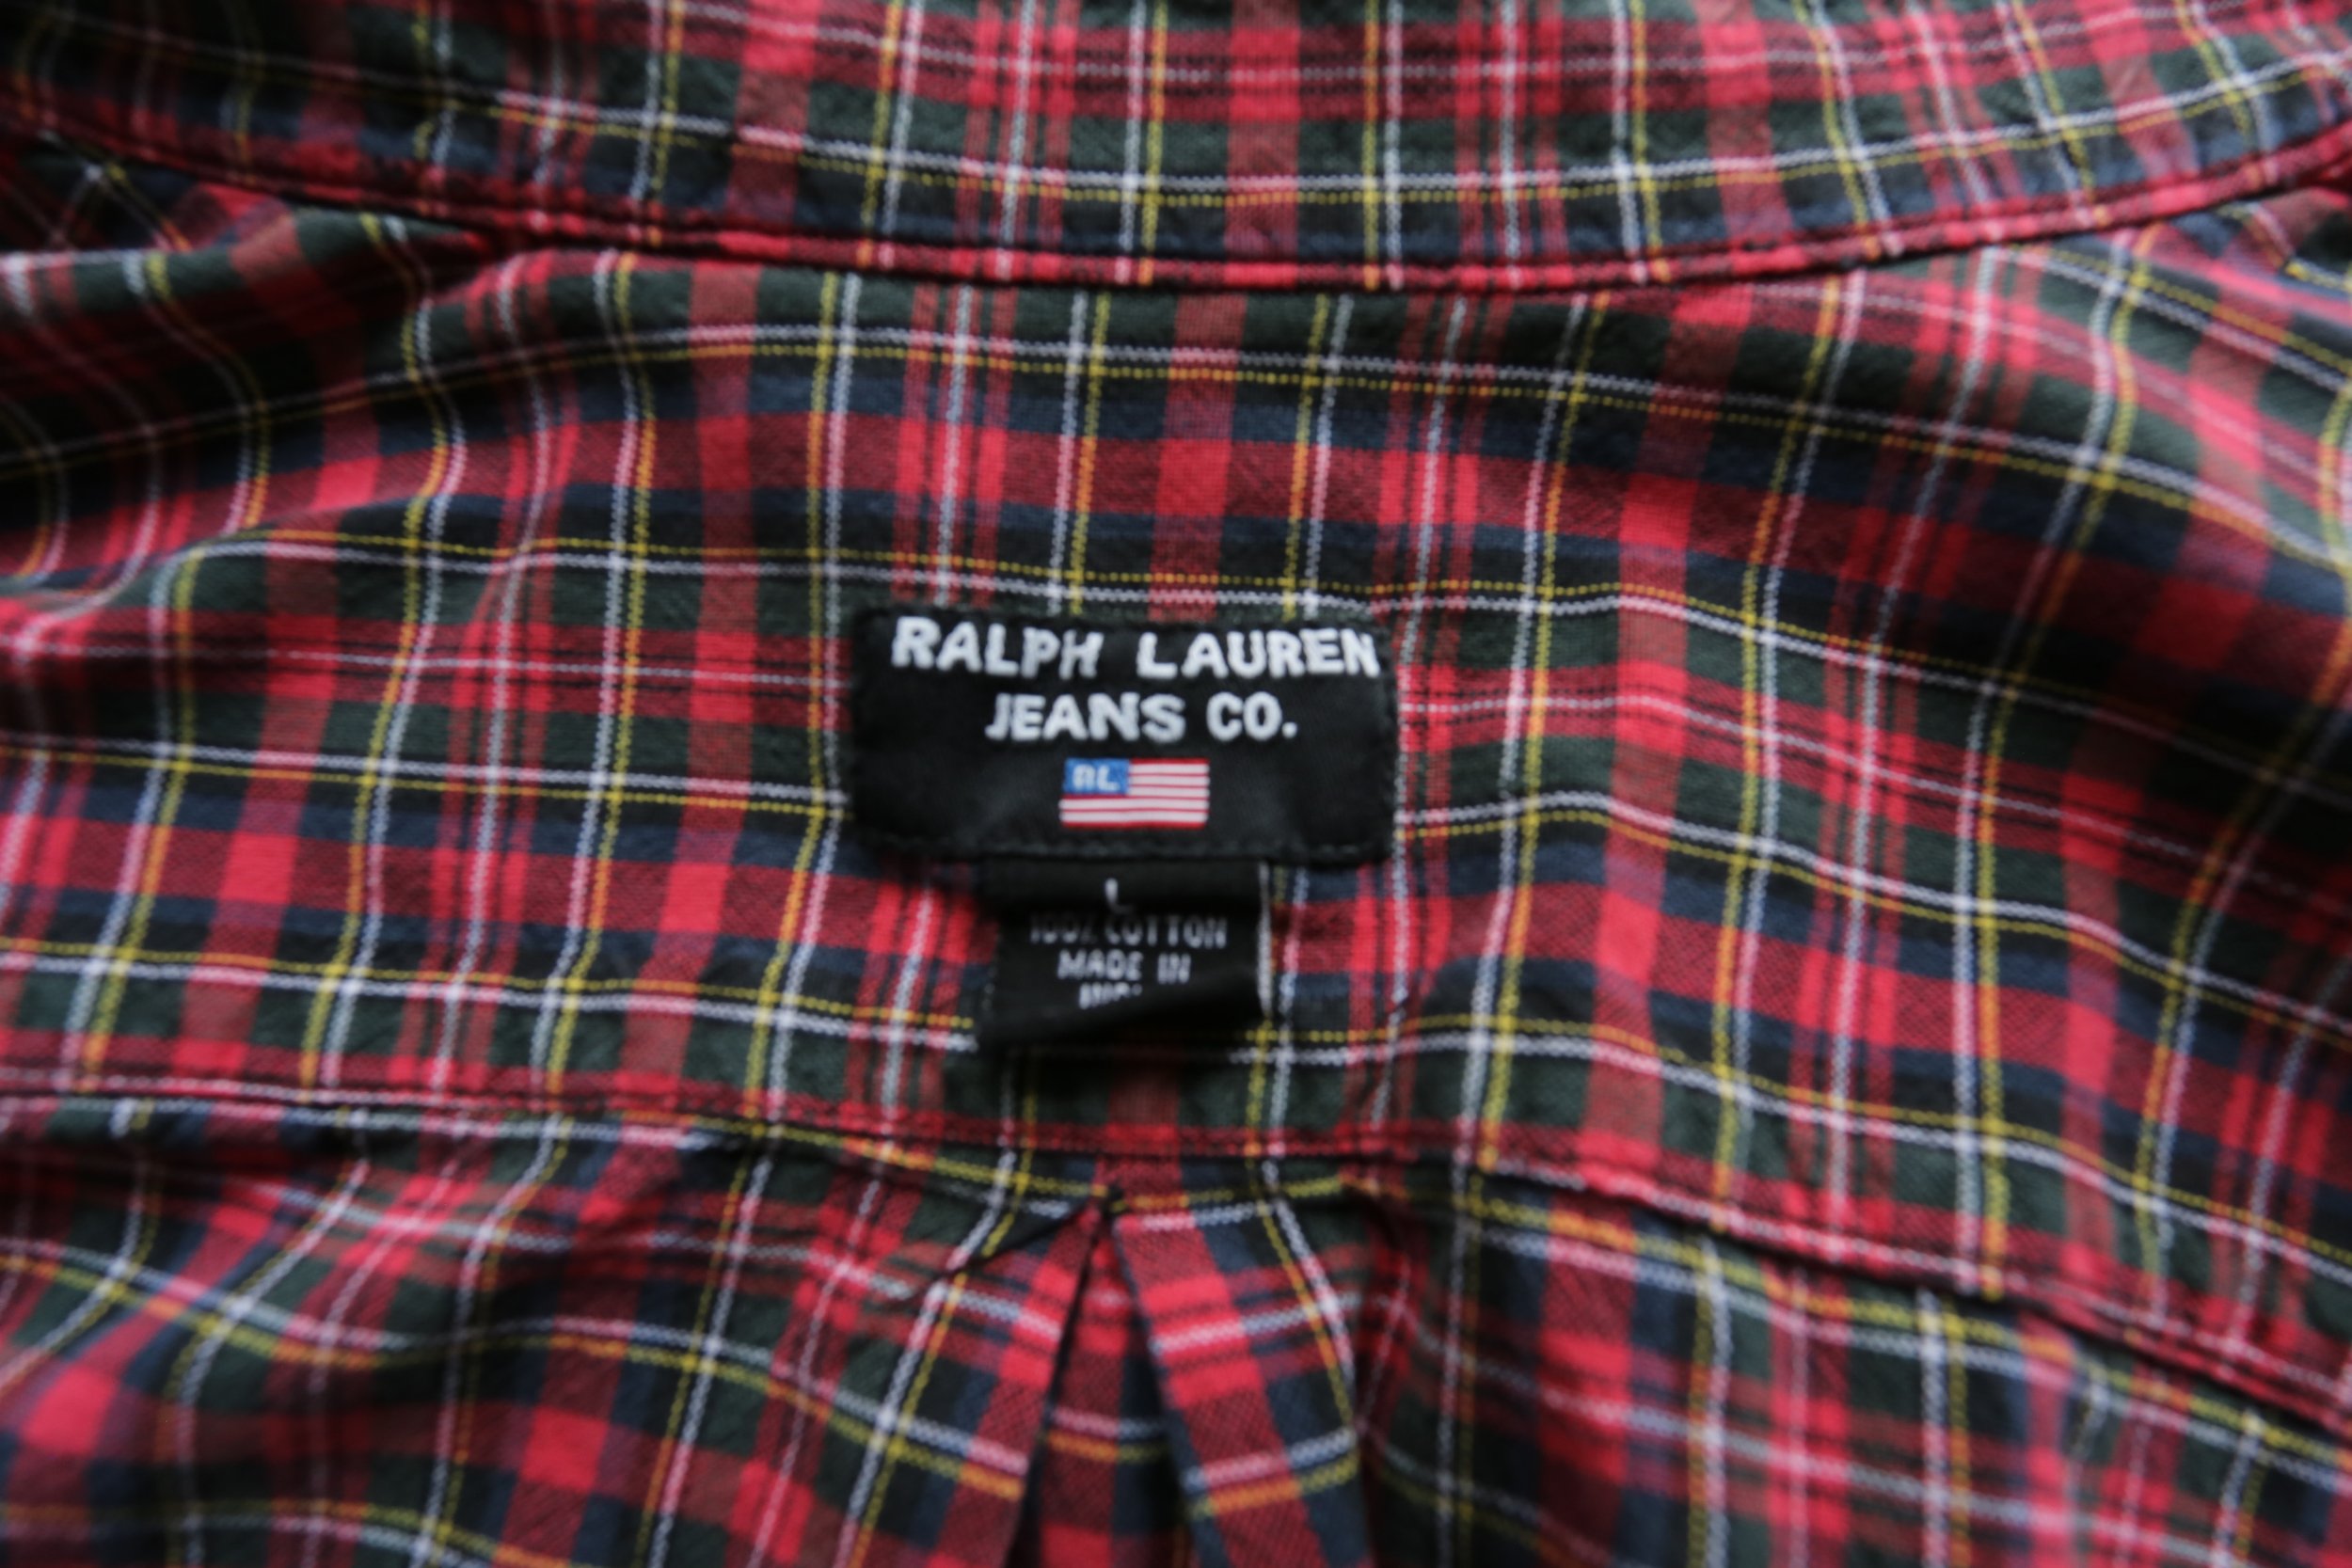 RALPH LAUREN
JEANS CO.
RL
L
100% COTTON
MADE IN